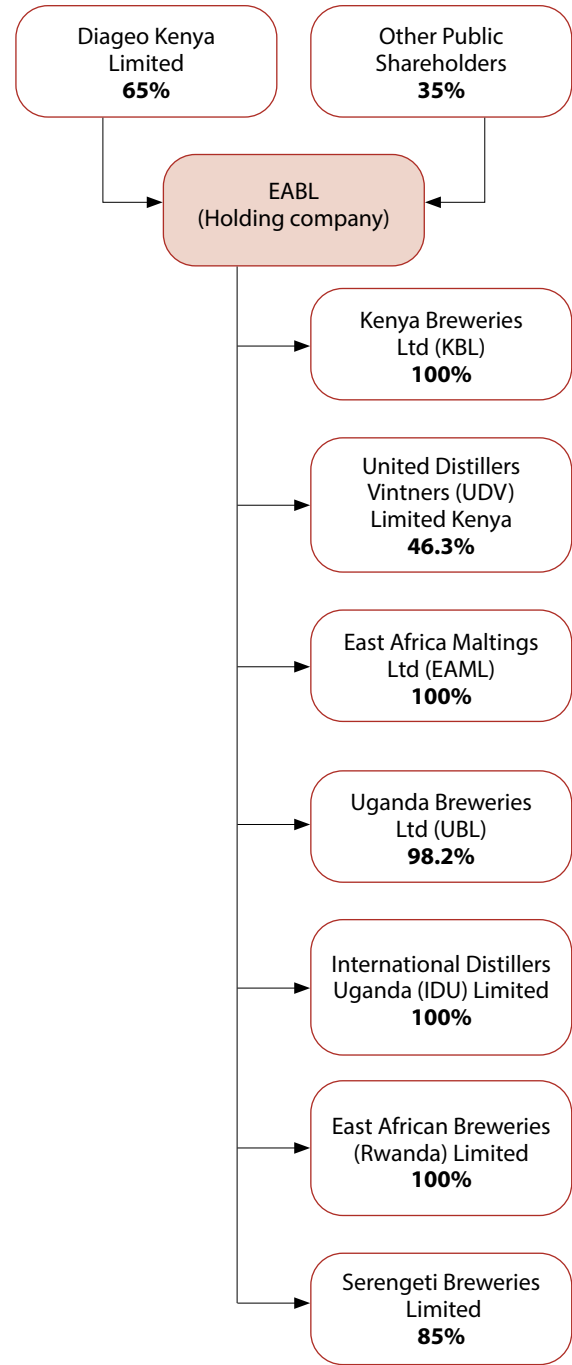 Diageo Kenya
Limited
65%
Other Public
Shareholders
35%
EABL
(Holding company)
Kenya Breweries
Ltd (KBL)
100%
United Distillers
Vintners (UDV)
Limited Kenya
46.3%
East Africa Maltings
Ltd (EAML)
100%
Uganda Breweries
Ltd (UBL)
98.2%
International Distillers
Uganda (IDU) Limited
100%
East African Breweries
(Rwanda) Limited
100%
Serengeti Breweries
Limited
85%